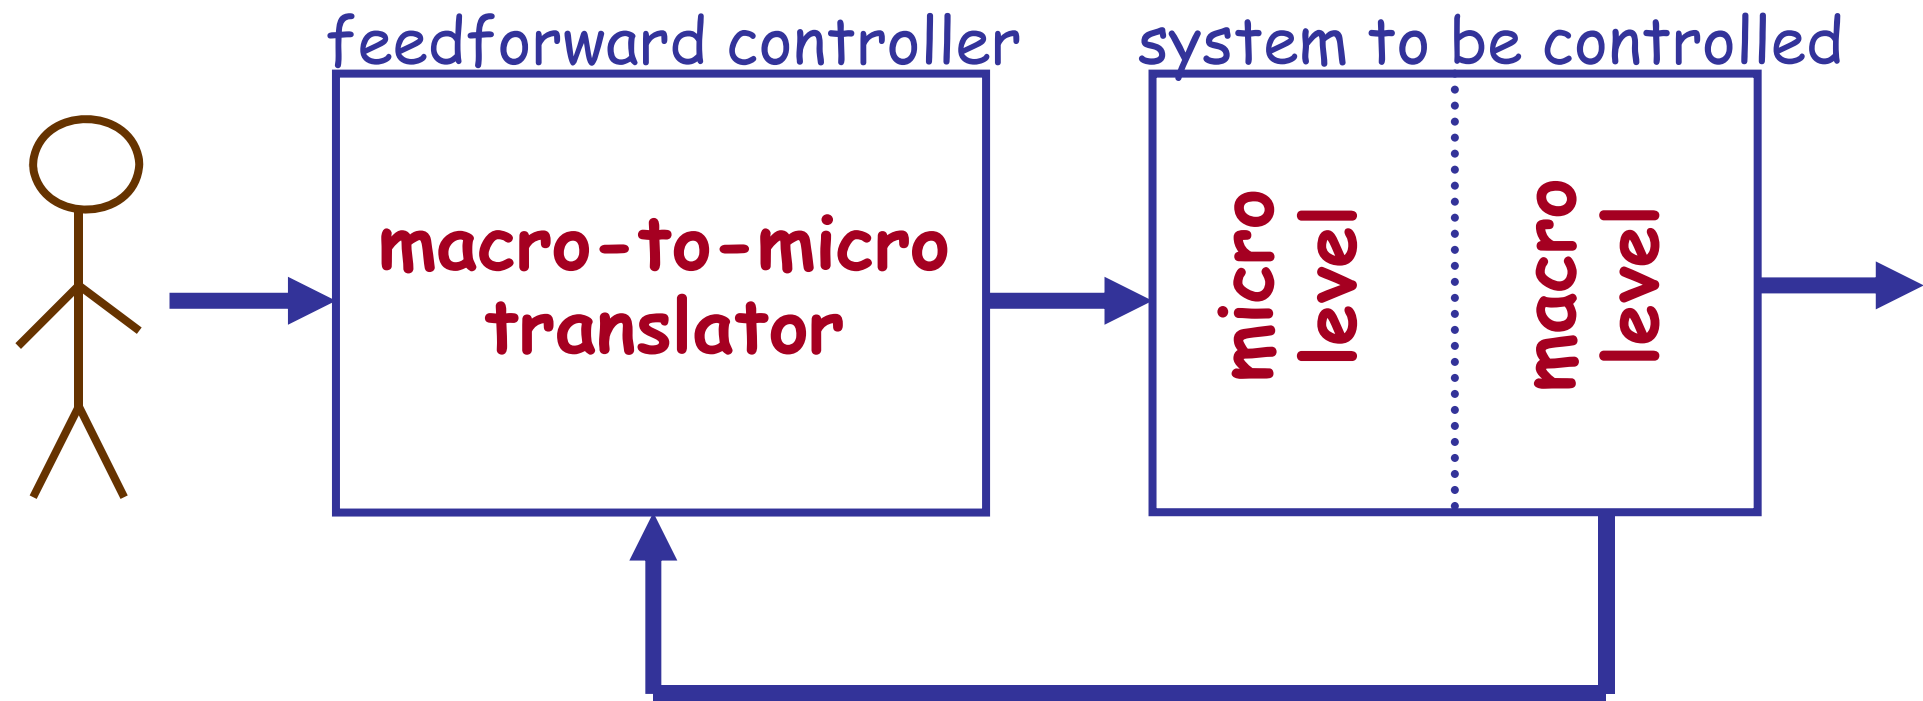 feedforward controller
system to be controlled
macro-to-micro
translator
micro
level
macro
level